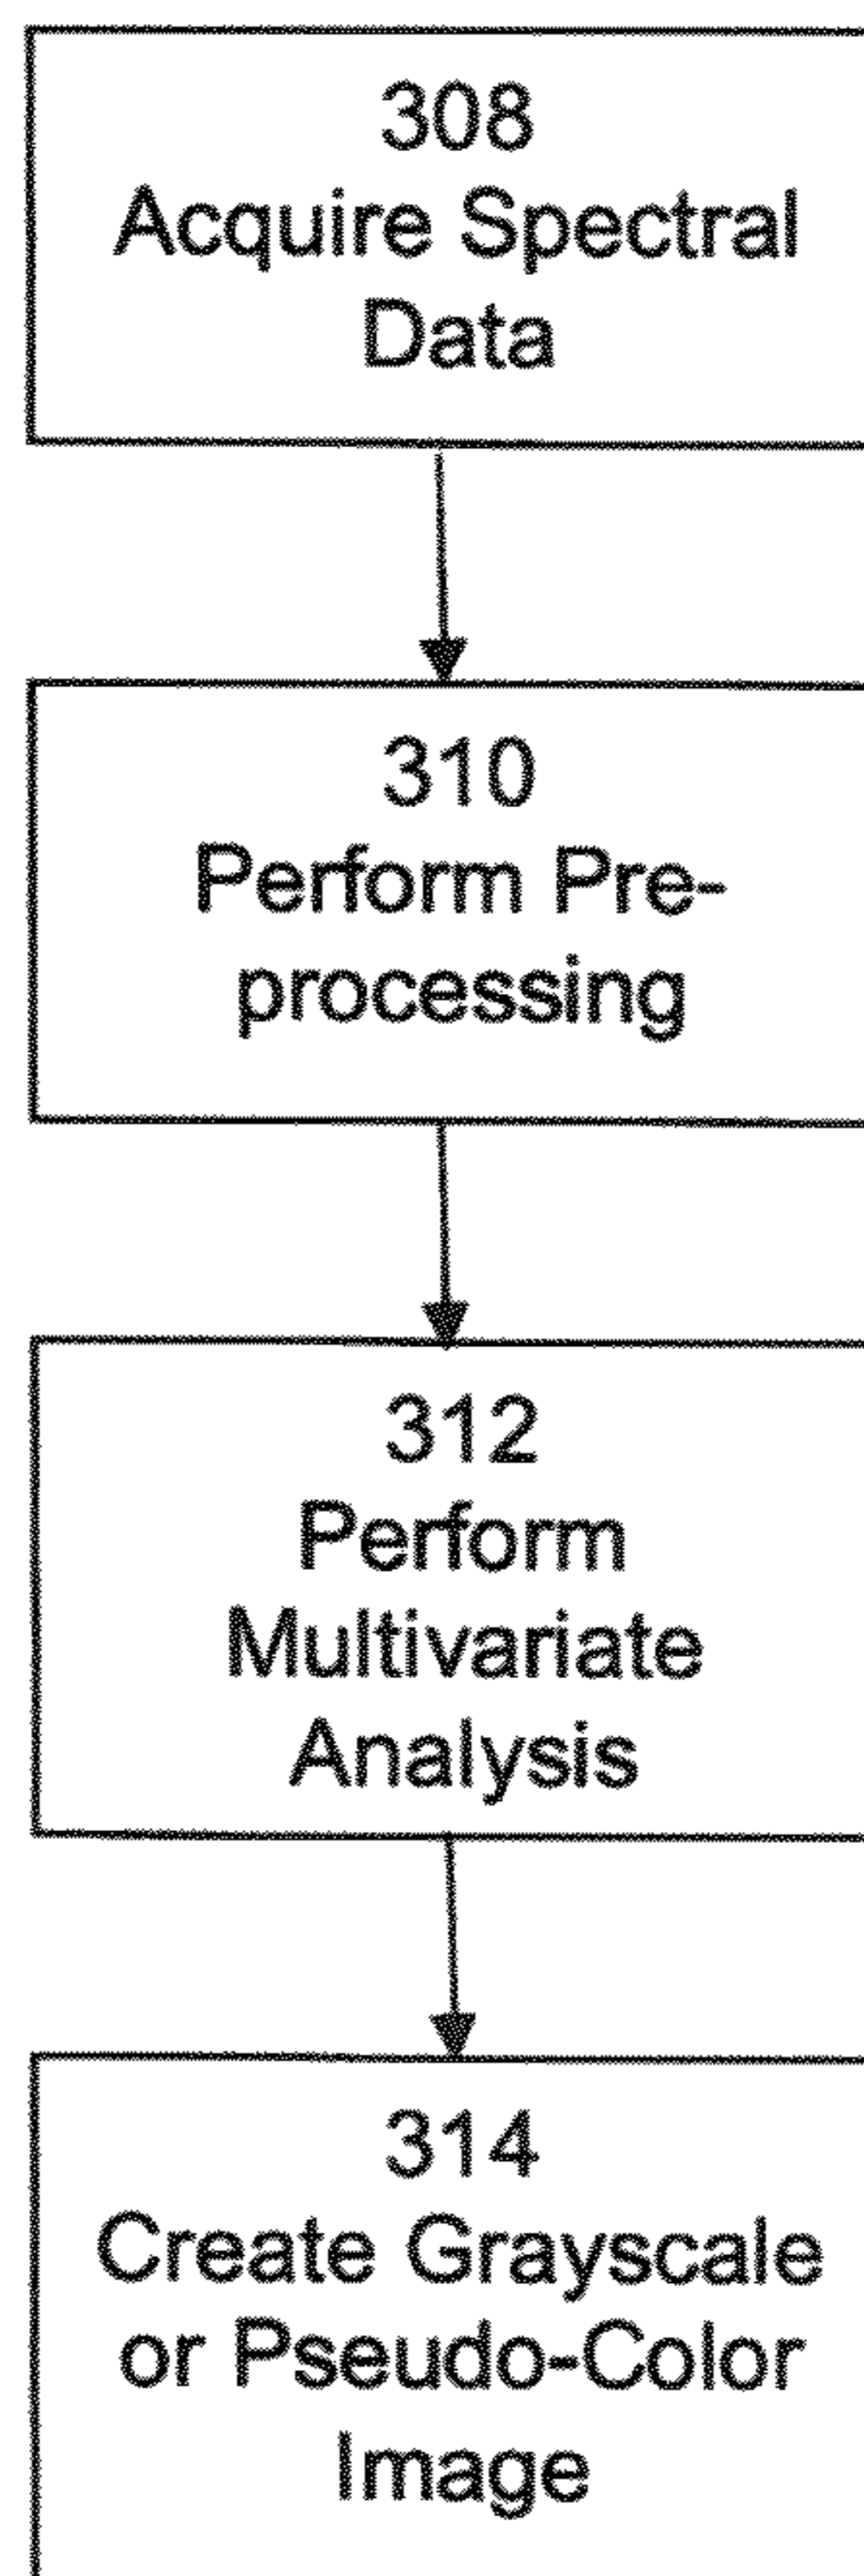 308
Acquire Spectral
Data
310
Perform Pre-
processing
312
Perform
Multivariate
Analysis
314
Create Grayscale
or Pseudo-Color
Image